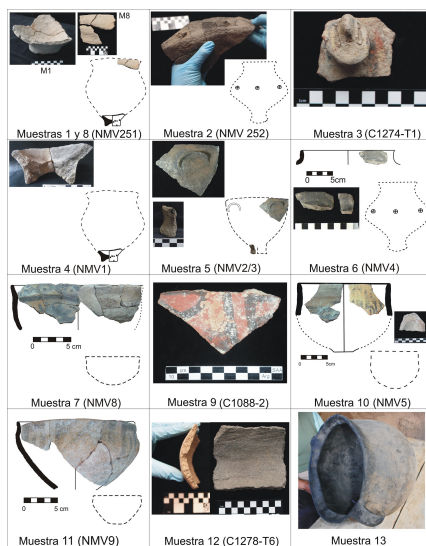 M8
M1
Muestras 1 y 8 (NMV251)
Muestra 2 (NMV 252)
Muestra 3 (C1274-T1)
Muestra 4 (NMV1)
Muestra 5 (NMV2/3)
0 5cm
Muestra 6 (NMV4)
0 5 cm
Muestra 7 (NMV8)
Muestra 9 (C1088-2)
0 5cm
Muestra 10 (NMV5)
0 5 cm
Muestra 11 (NMV9)
Muestra 12 (C1278-T6)
Muestra 13